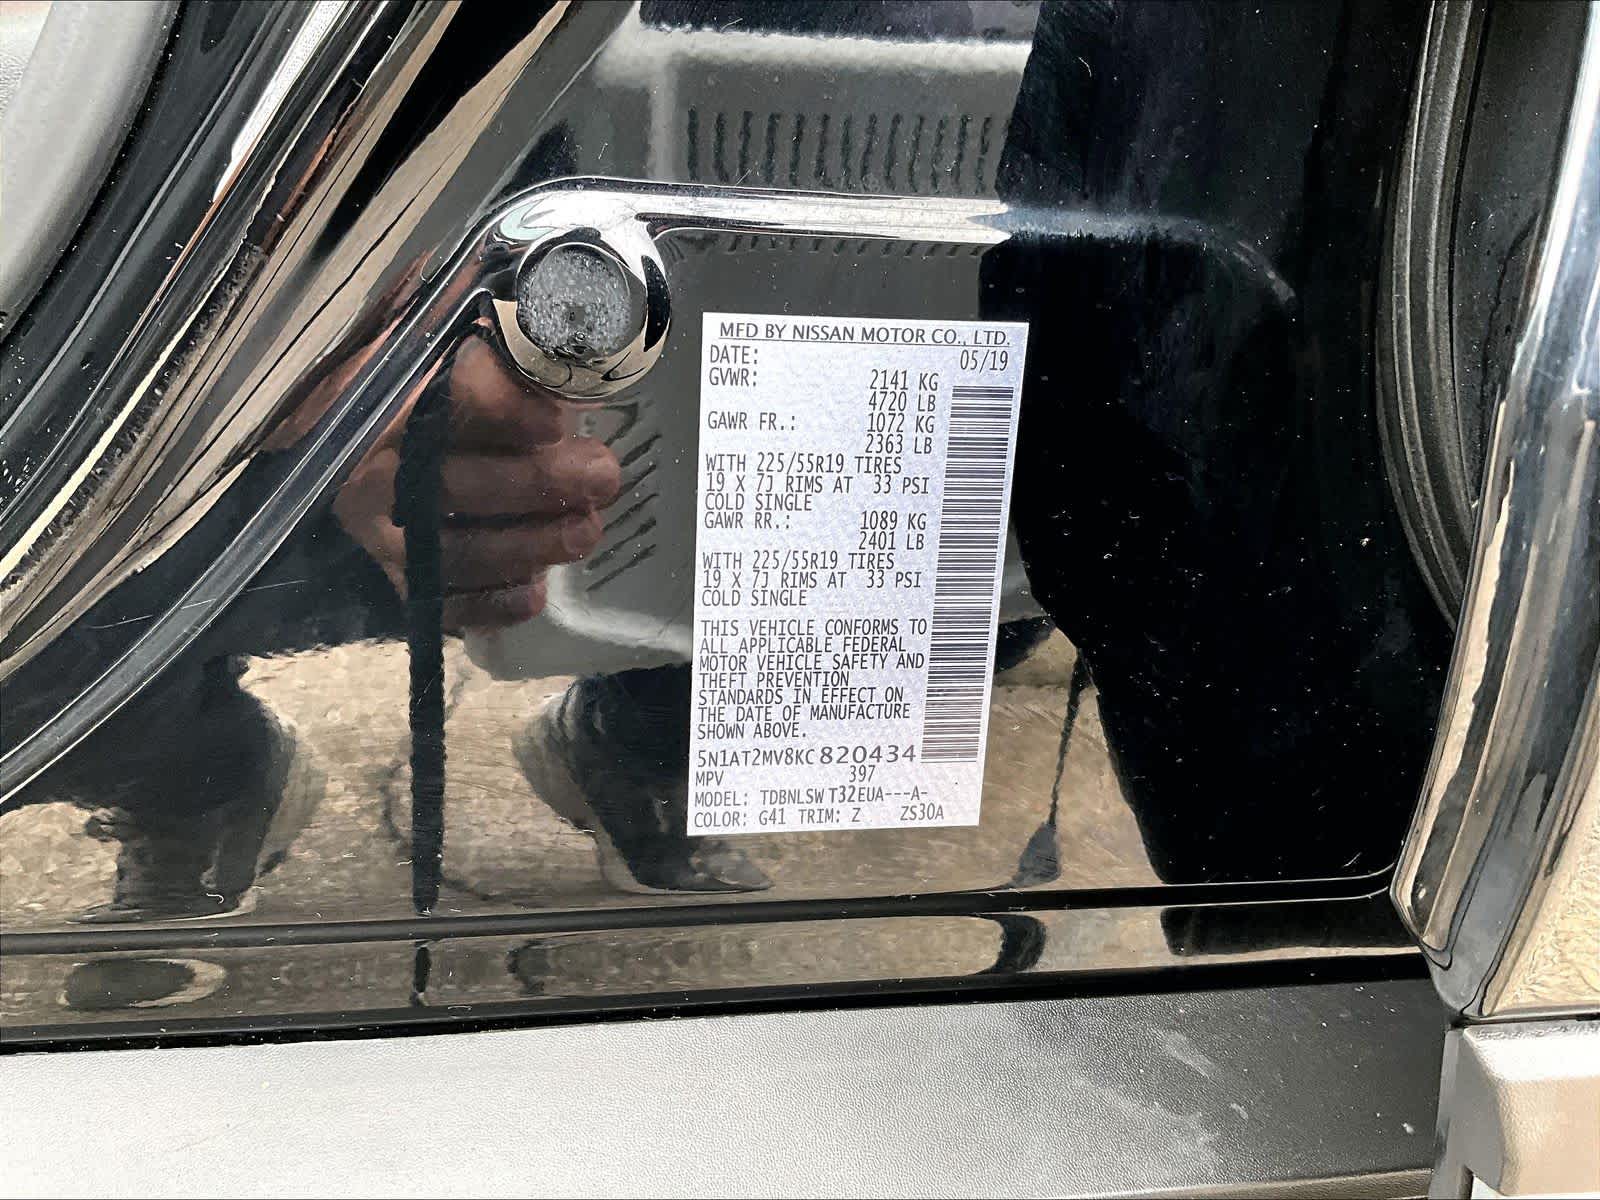 MFD BY NISSAN MOTOR CO., LTD.
DATE: 05/19
GVWR: 2141 KG
4720 LB
GAWR FR.: 1072 KG
2363 LB
WITH 225/55R19 TIRES
19 X 7J RIMS AT 33 PSI
COLD SINGLE
GAWR RR.: 1089 KG
2401 LB
WITH 225/55R19 TIRES
19 X 7J RIMS AT 33 PSI
COLD SINGLE
THIS VEHICLE CONFORMS TO
ALL APPLICABLE FEDERAL
MOTOR VEHICLE SAFETY AND
THEFT PREVENTION
STANDARDS IN EFFECT ON
THE DATE OF MANUFACTURE
SHOWN ABOVE.
5N1AT2MV8KC820434
MPV 397
MODEL: TDBNLSW T32EUA---A-
COLOR: G41 TRIM: Z ZS30A